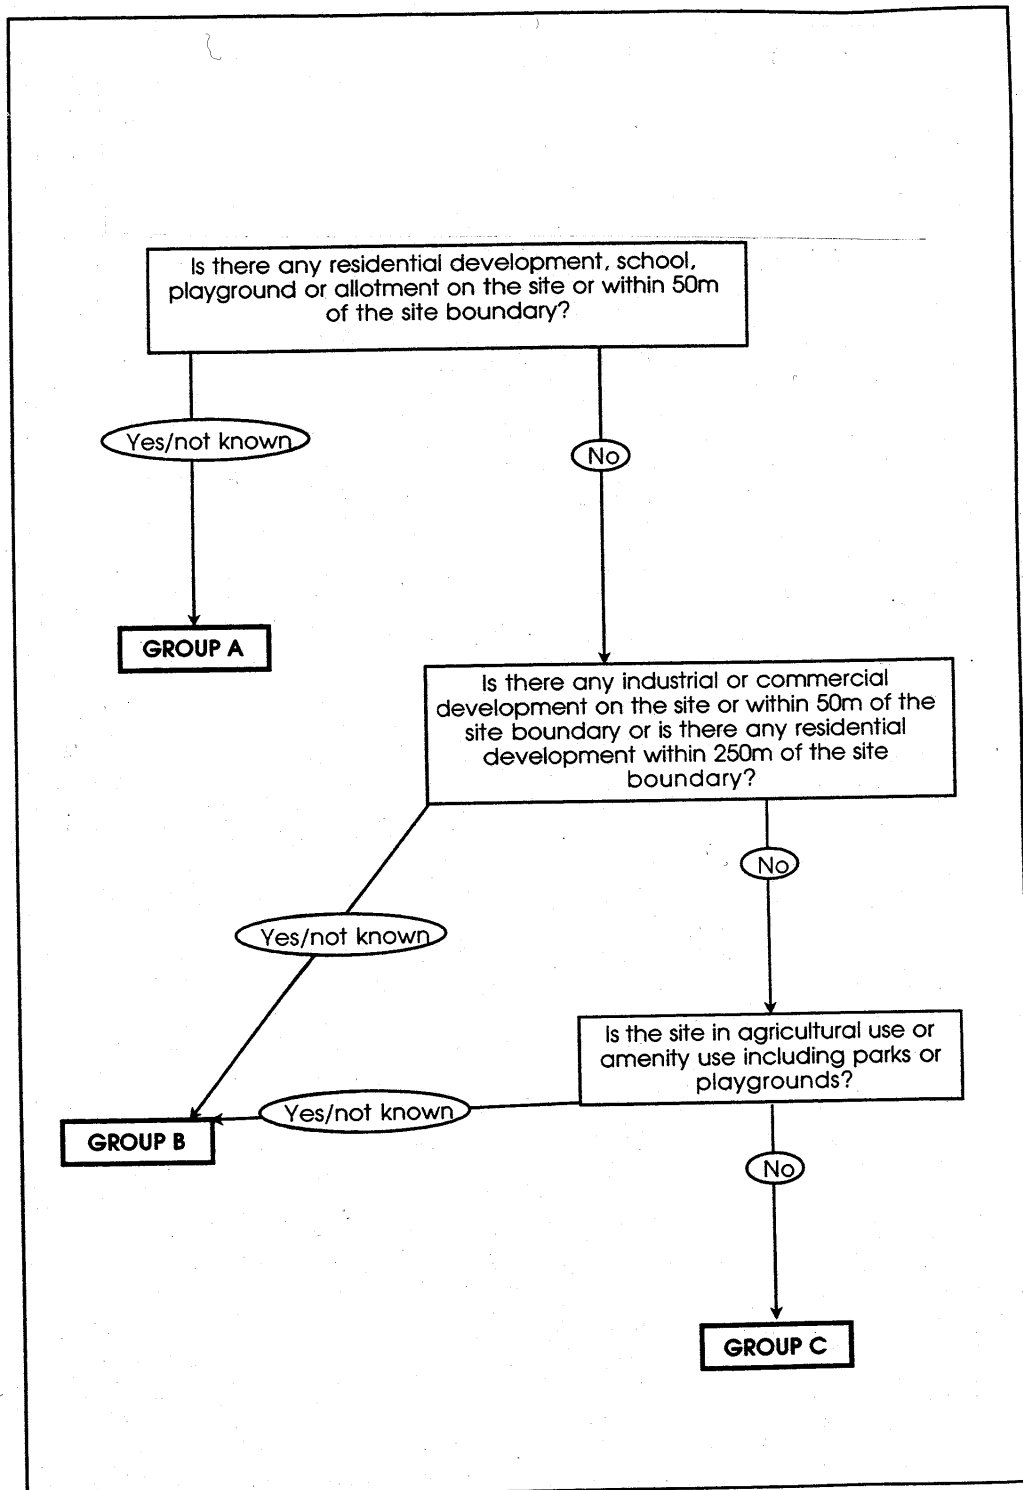 Is there any residential development, school,
playground or allotment on the site or within 50m
of the site boundary?
Yes/not known
No
GROUP A
Is there any industrial or commercial
development on the site or within 50m of the
site boundary or is there any residential
development within 250m of the site
boundary?
No
Yes/not known
Is the site in agricultural use or
amenity use including parks or
playgrounds?
Yes/not known
GROUP B
No
GROUP C